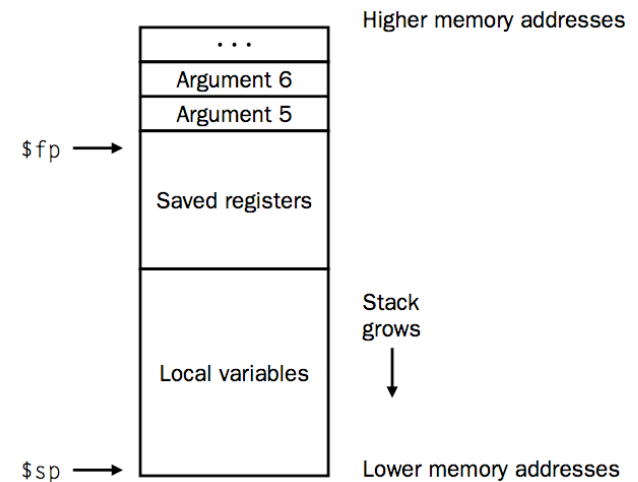 Higher memory addresses
...
Argument 6
Argument 5
$fp
Saved registers
Stack
grows
Local variables
$sp
Lower memory addresses